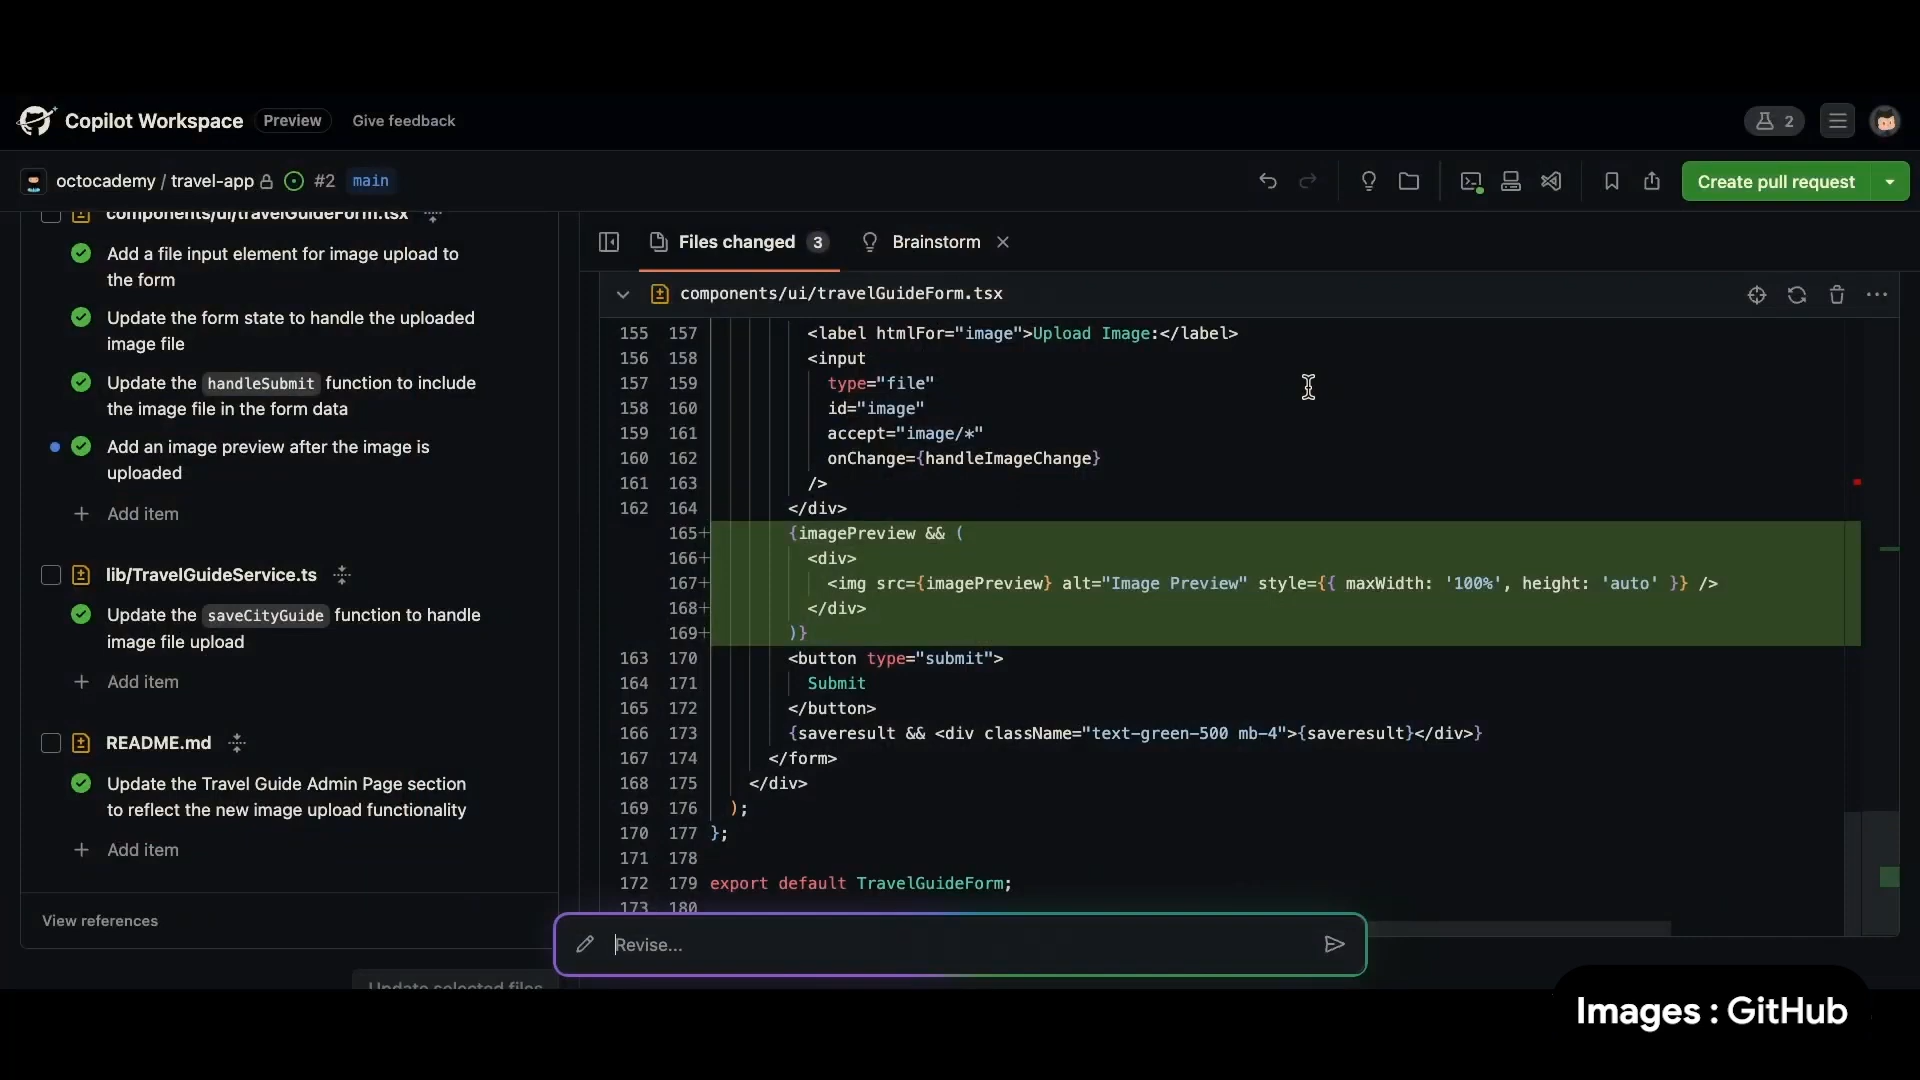 Copilot Workspace Preview Give feedback 2
octocademy / travel-app #2 main Create pull request
components/ui/travelGuideForm.tsx
Add a file input element for image upload to
the form
Update the form state to handle the uploaded
image file
Update the handleSubmit function to include
the image file in the form data
Add an image preview after the image is
uploaded
Add item
lib/TravelGuideService.ts
Update the saveCityGuide function to handle
image file upload
Add item
README.md
Update the Travel Guide Admin Page section
to reflect the new image upload functionality
Add item
View references
Update selected files
Files changed 3 Brainstorm
components/ui/travelGuideForm.tsx
155 157 <label htmlFor="image">Upload Image:</label>
156 158 <input
157 159 type="file"
158 160 id="image"
159 161 accept="image/*"
160 162 onChange={handleImageChange}
161 163 />
162 164 </div>
165+ {imagePreview && (
166+ <div>
167+ <img src={imagePreview} alt="Image Preview" style={{ maxWidth: '100%', height: 'auto' }} />
168+ </div>
169+ )}
163 170 <button type="submit">
164 171 Submit
165 172 </button>
166 173 {saveresult && <div className="text-green-500 mb-4">{saveresult}</div>}
167 174 </form>
168 175 </div>
169 176 );
170 177 };
171 178
172 179 export default TravelGuideForm;
173 180
Revise...
Images : GitHub